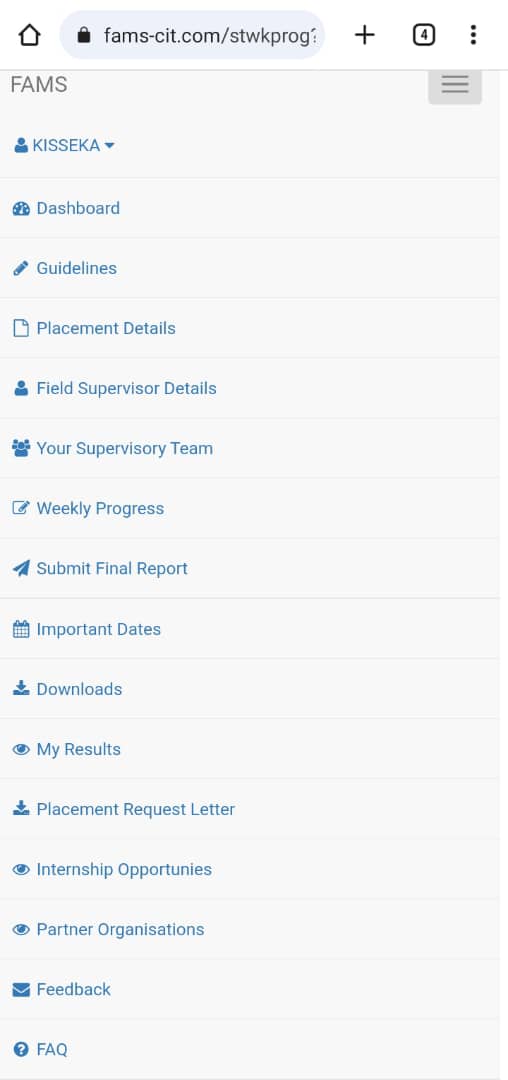 fams-cit.com/stwkprog?
4
FAMS
KISSEKA
Dashboard
Guidelines
Placement Details
Field Supervisor Details
Your Supervisory Team
Weekly Progress
Submit Final Report
Important Dates
Downloads
My Results
Placement Request Letter
Internship Opportunies
Partner Organisations
Feedback
FAQ